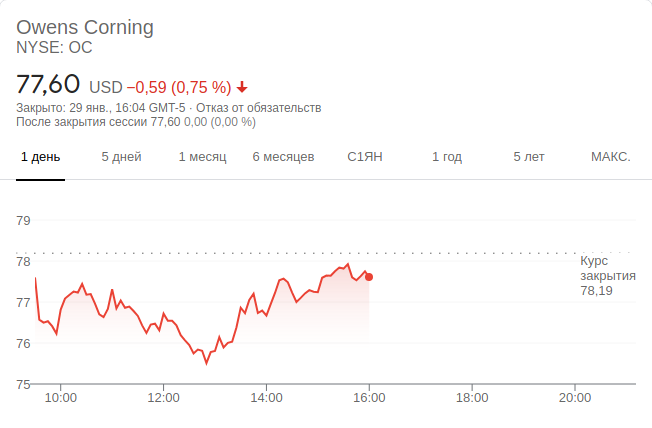 Owens Corning
NYSE: OC
77,60 USD −0,59 (0,75 %)
Закрыто: 29 янв., 16:04 GMT-5 · Отказ от обязательств
После закрытия сессии 77,60 0,00 (0,00 %)
1 день 5 дней 1 месяц 6 месяцев С1ЯН 1 год 5 лет МАКС.
79
78
77
76
75
Курс
закрытия
78,19
10:00 12:00 14:00 16:00 18:00 20:00